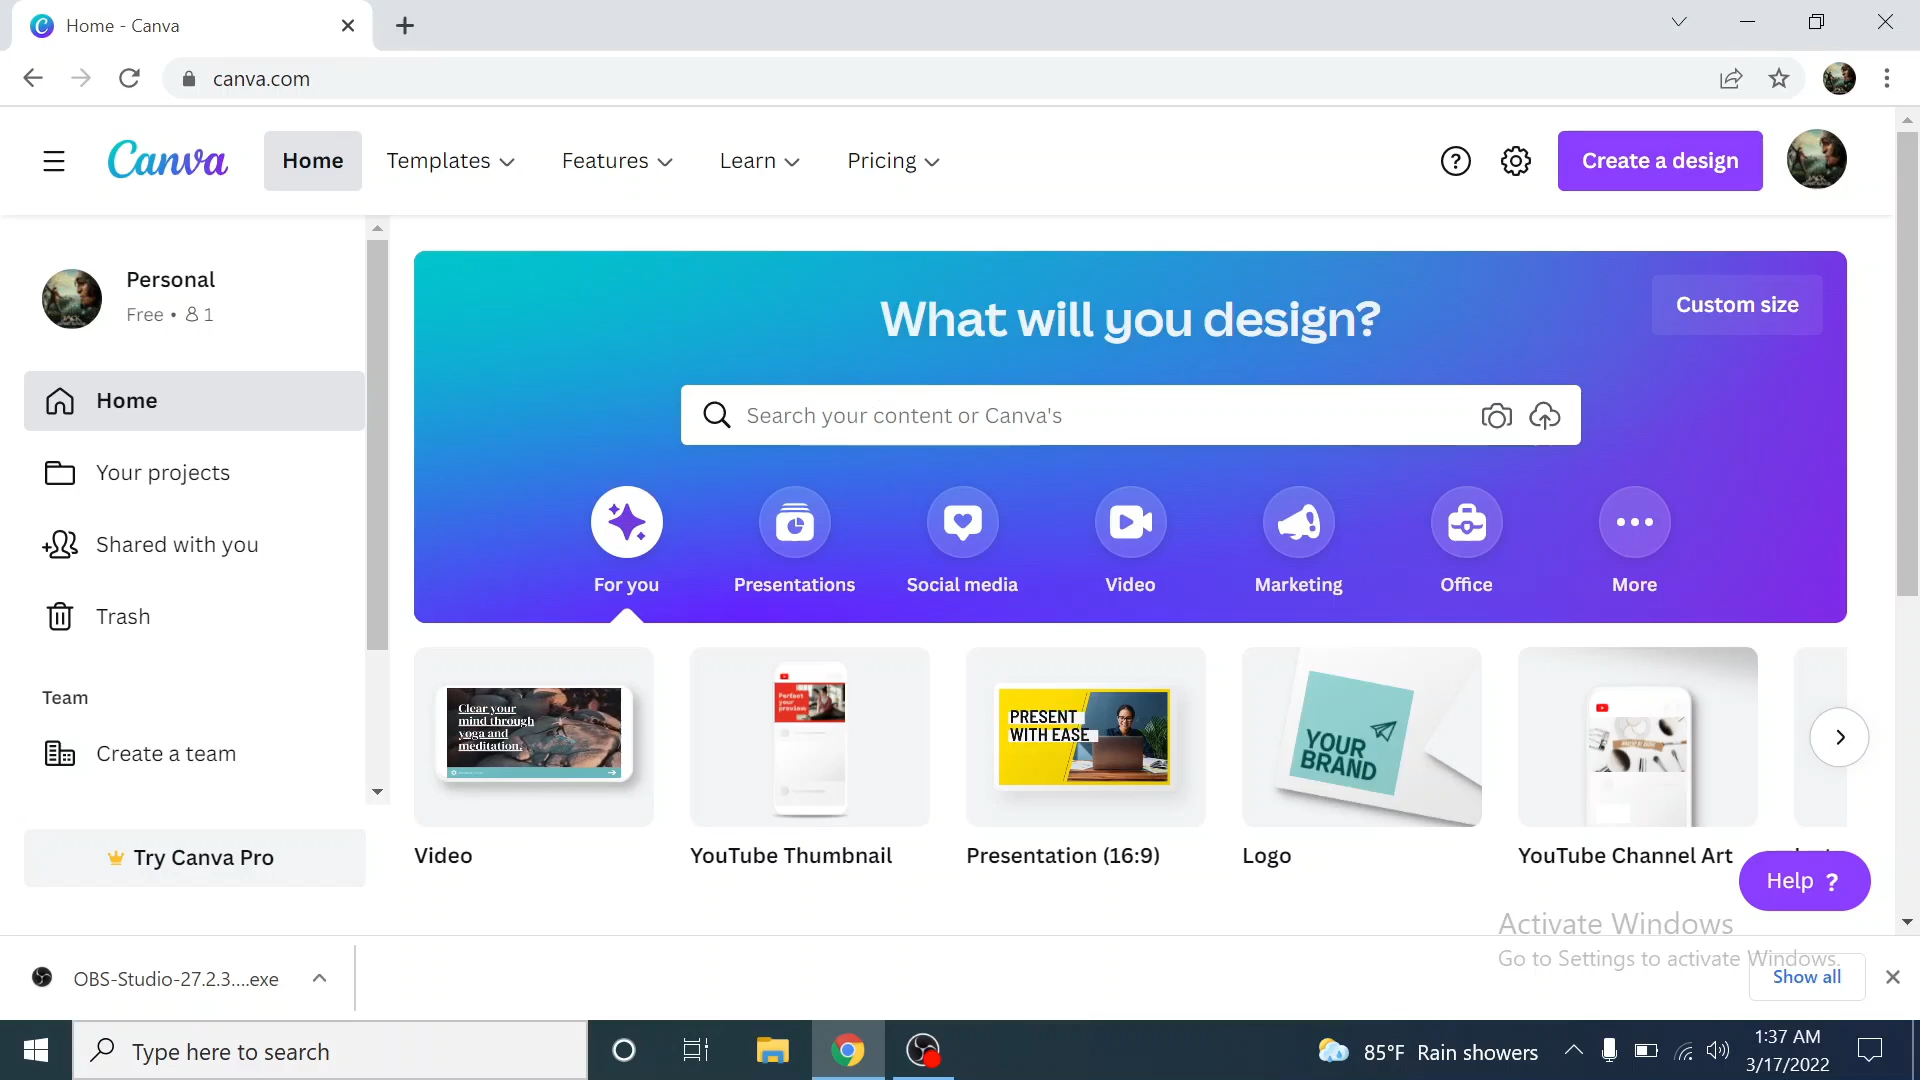 Home - Canva
canva.com
Canva
Home
Templates
Features
Learn
Pricing
Create a design
Personal
Free • 1
Home
Your projects
Shared with you
Trash
Team
Create a team
Try Canva Pro
What will you design?
Custom size
Search your content or Canva's
For you
Presentations
Social media
Video
Marketing
Office
More
Clear your
mind through
yoga and
meditation.
Perfect
your
preview
PRESENT
WITH EASE
YOUR
BRAND
Video
YouTube Thumbnail
Presentation (16:9)
Logo
YouTube Channel Art
Help ?
Activate Windows
Go to Settings to activate Windows.
OBS-Studio-27.2.3....exe
Show all
Type here to search
85°F Rain showers
1:37 AM
3/17/2022